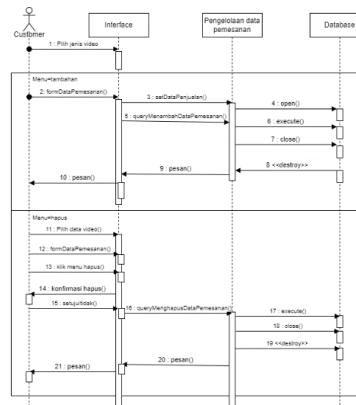 Customer
Interface
Pengelolaan data
pemesanan
Database
1 : Pilih jenis video
Menu=tambahan
2: formDataPemesanan()
3 : setDataPenjualan()
4 : open()
5 : queryMenambahDataPemesanan()
6 : execute()
7 : close()
8 <<destroy>>
9 : pesan()
10 : pesan()
Menu=hapus
11 : Pilih data video()
12 : formDataPemesanan()
13 : klik menu hapus()
14 : konfirmasi hapus()
15 : setuju/tidak()
16 : queryMenghapusDataPemesanan()
17 : execute()
18 : close()
19 <<destroy>>
20 : pesan()
21 : pesan()